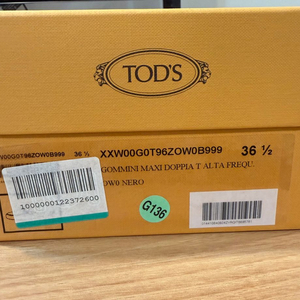 TOD'S
W00G0T96ZOW0B999 36 ½ XXW00G0T96ZOW0B999 36 ½
GOMMINI MAXI DOPPIA T ALTA FREQU.
OW0 NERO
1000000122372600
G136